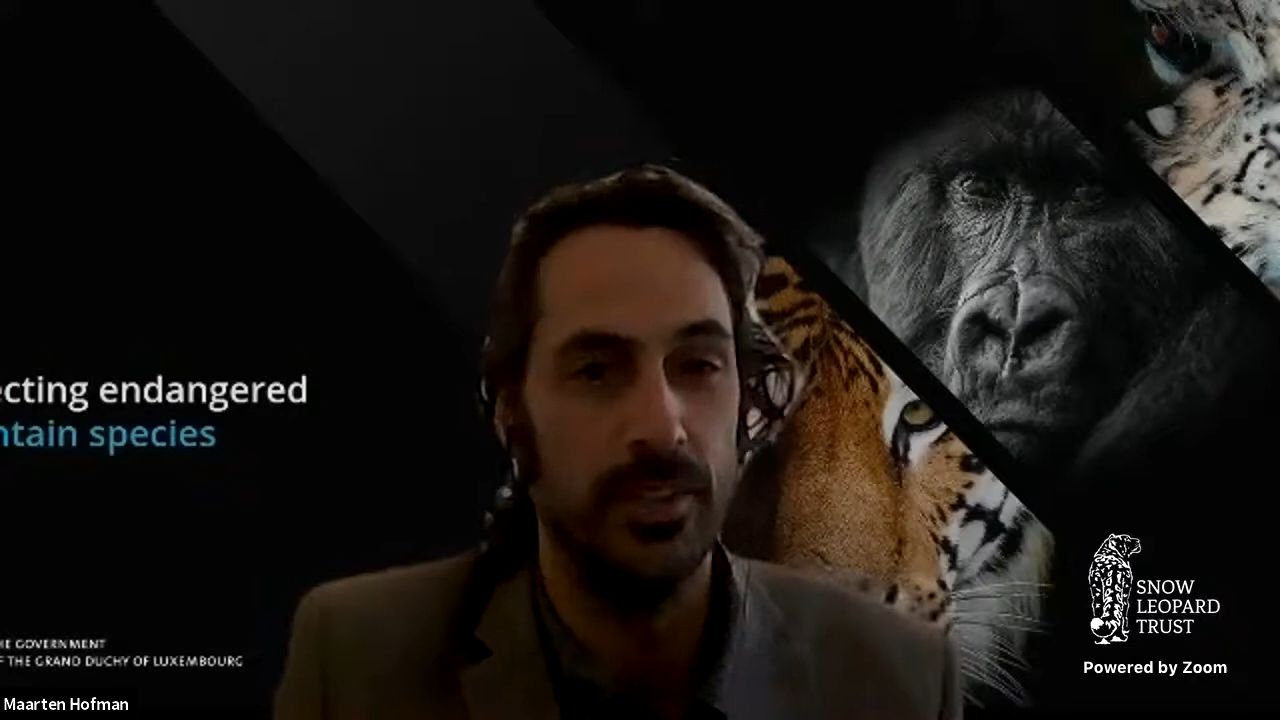 ecting endangered
ntain species
HE GOVERNMENT
F THE GRAND DUCHY OF LUXEMBOURG
Maarten Hofman
SNOW
LEOPARD
TRUST
Powered by Zoom